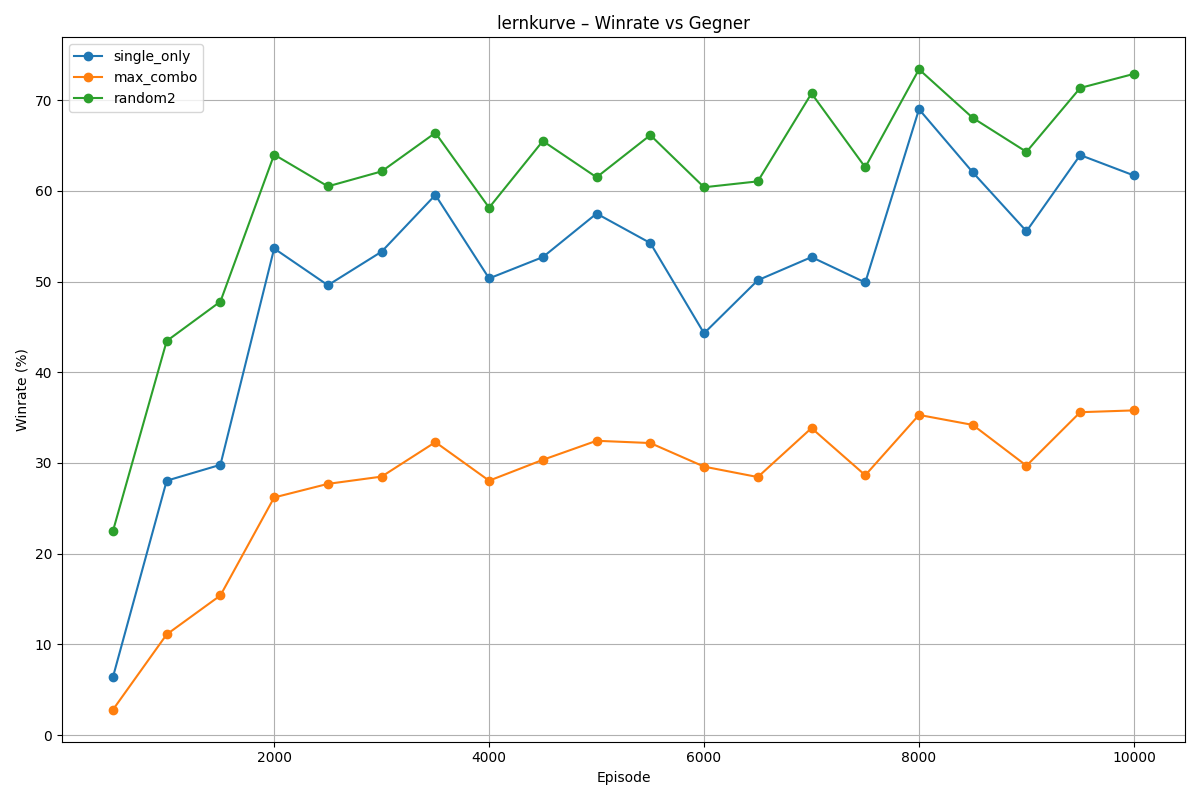 lernkurve – Winrate vs Gegner
single_only
max_combo
random2
Winrate (%)
70
60
50
40
30
20
10
0
2000 4000 6000 8000 10000
Episode